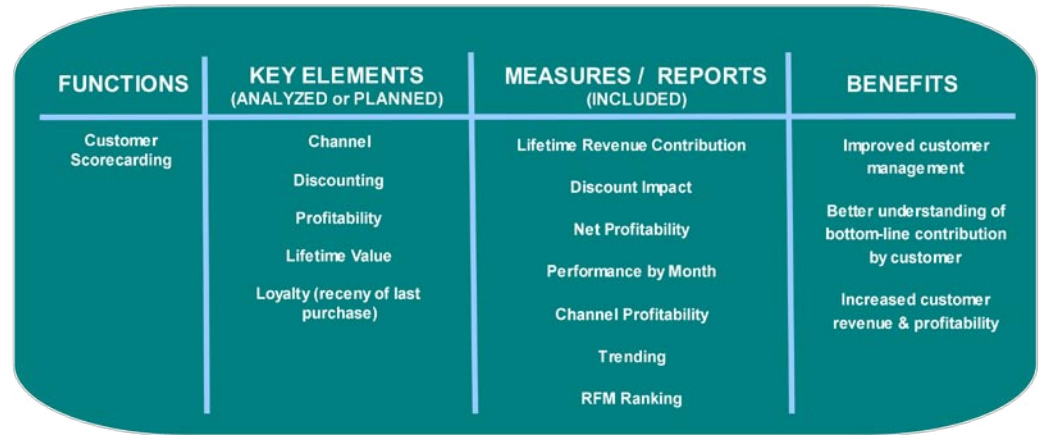 FUNCTIONS
KEY ELEMENTS
(ANALYZED or PLANNED)
MEASURES / REPORTS
(INCLUDED)
BENEFITS
Customer
Scorecarding
Channel
Discounting
Profitability
Lifetime Value
Loyalty (receny of last
purchase)
Lifetime Revenue Contribution
Discount Impact
Net Profitability
Performance by Month
Channel Profitability
Trending
RFM Ranking
Improved customer
management
Better understanding of
bottom-line contribution
by customer
Increased customer
revenue & profitability